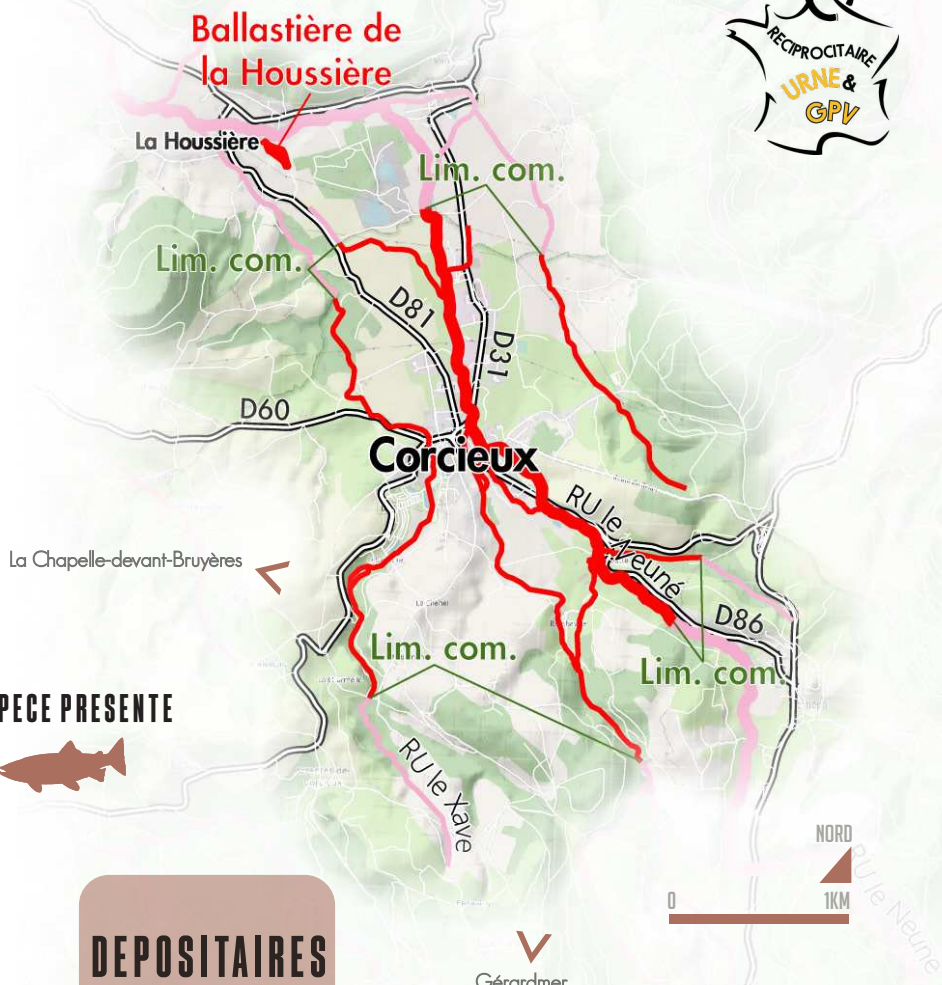 Ballastière de
la Houssière
RECIPROCITAIRE
URNE &
GPV
La Houssière
Lim. com.
Lim. com.
D81
D31
D60
Corcieux
RU le Neuné
La Chapelle-devant-Bruyères
D86
Lim. com.
Lim. com.
PECE PRESENTE
RU le Xave
NORD
0 1KM
RU le Neune
DEPOSITAIRES
Gérardmer